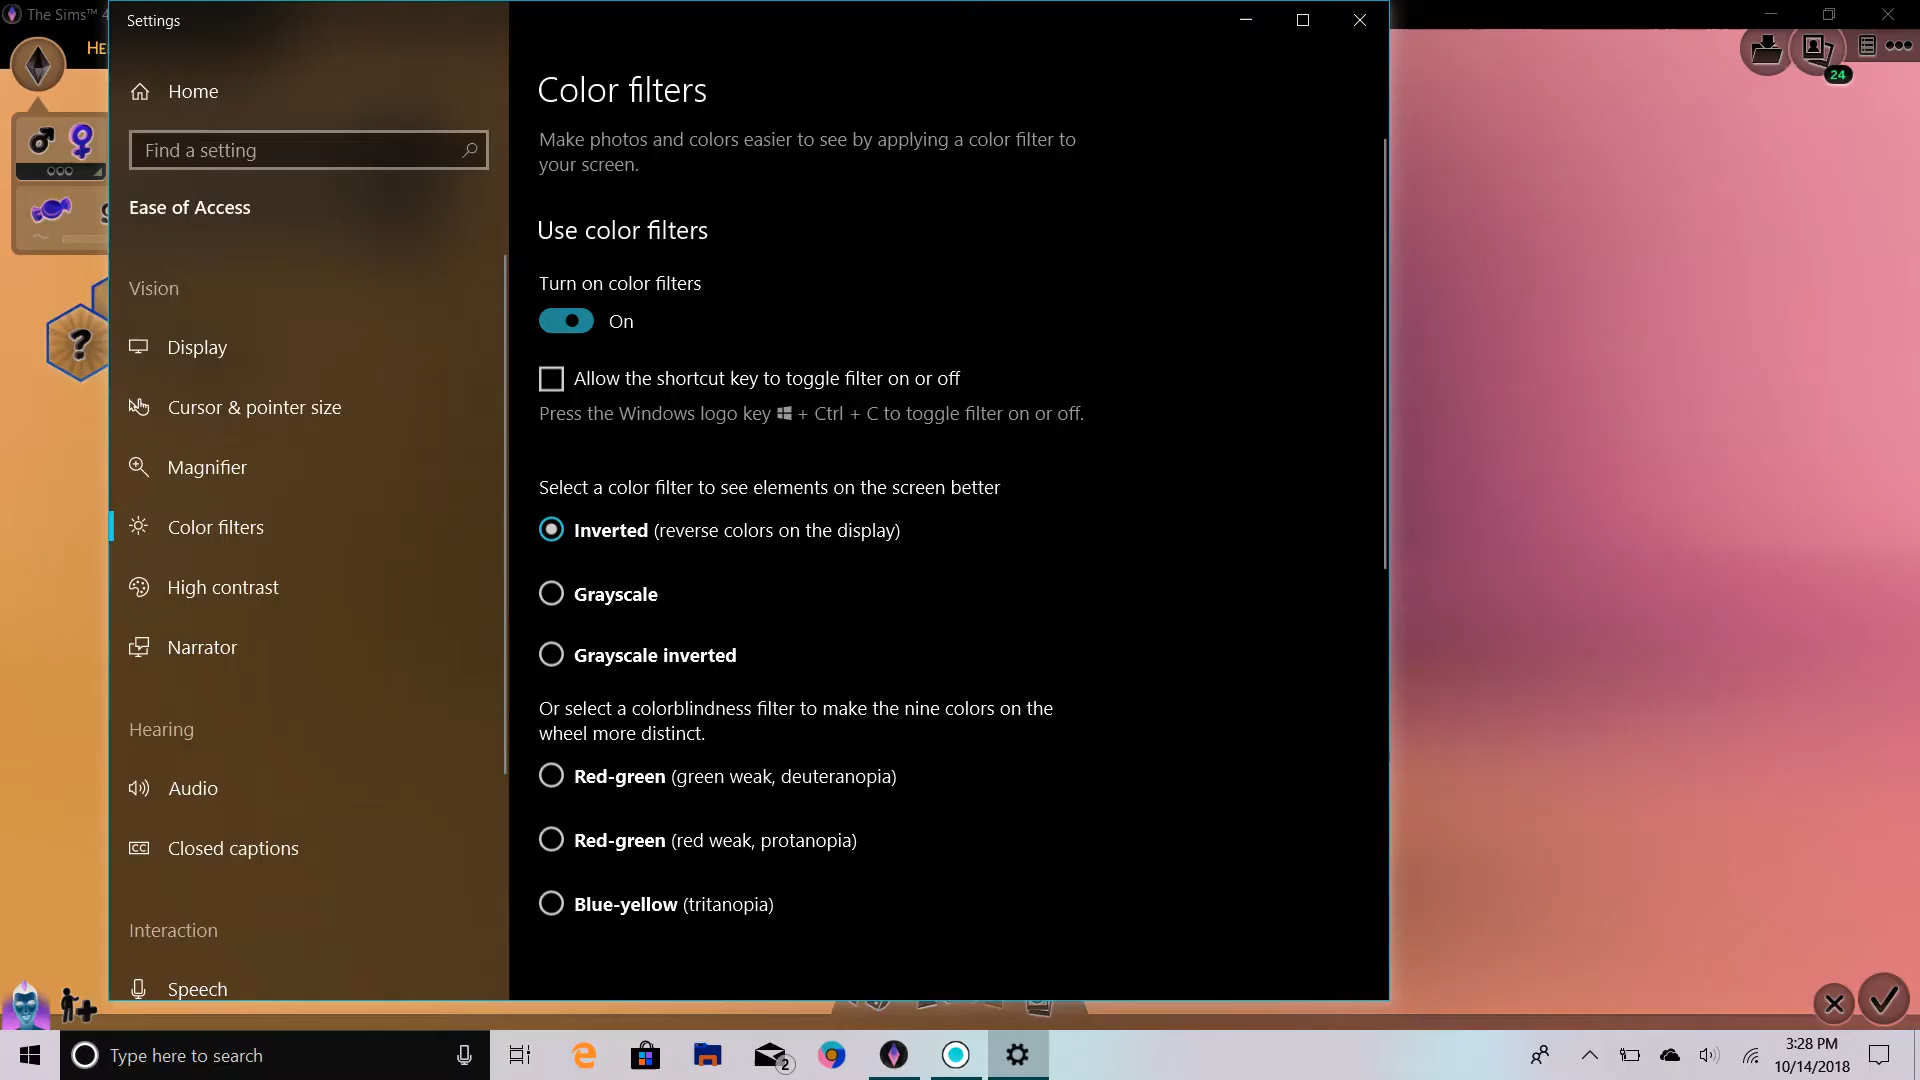 The Sims™ 4
Settings
HE
24
Home
Find a setting
Ease of Access
Vision
Display
Cursor & pointer size
Magnifier
Color filters
High contrast
Narrator
Hearing
Audio
CC Closed captions
Interaction
Speech
Color filters
Make photos and colors easier to see by applying a color filter to
your screen.
Use color filters
Turn on color filters
On
Allow the shortcut key to toggle filter on or off
Press the Windows logo key + Ctrl + C to toggle filter on or off.
Select a color filter to see elements on the screen better
Inverted (reverse colors on the display)
Grayscale
Grayscale inverted
Or select a colorblindness filter to make the nine colors on the
wheel more distinct.
Red-green (green weak, deuteranopia)
Red-green (red weak, protanopia)
Blue-yellow (tritanopia)
Type here to search
2
3:28 PM
10/14/2018